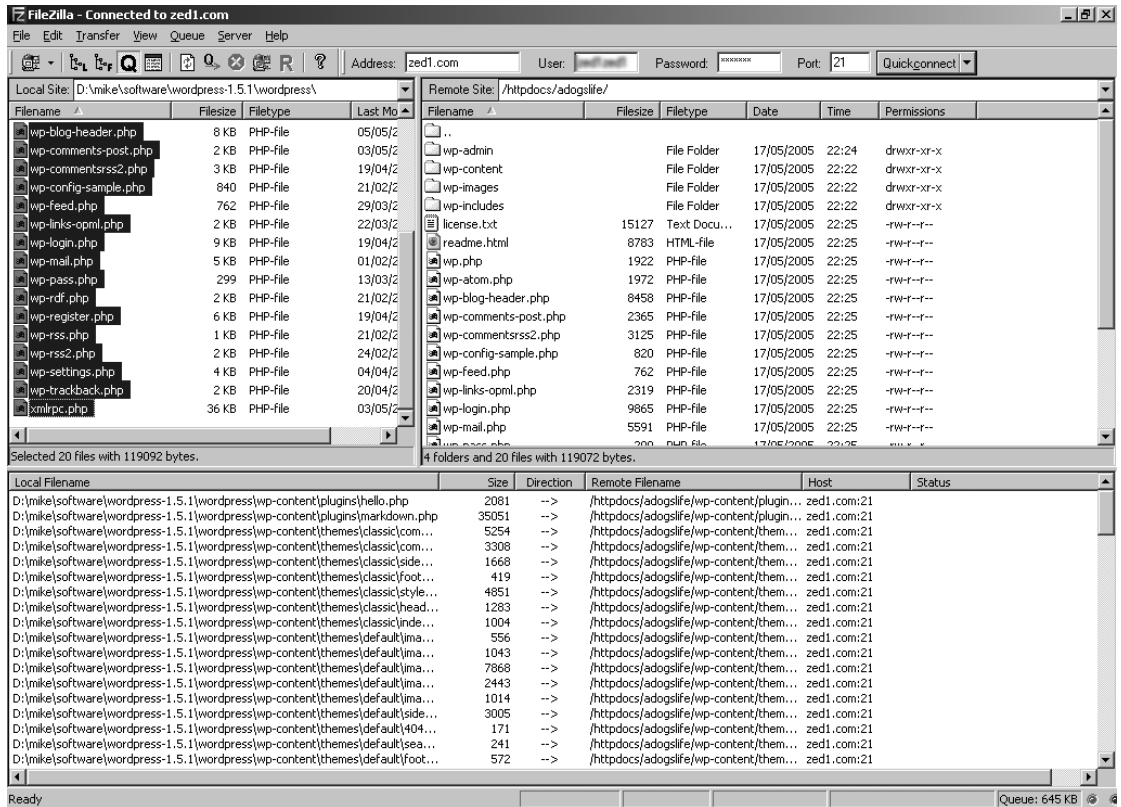 FileZilla - Connected to zed1.com
File Edit Transfer View Queue Server Help
Address: zed1.com User: Password: ******** Port: 21 Quickconnect
Local Site: D:\mike\software\wordpress-1.5.1\wordpress\
Filename Filesize Filetype Last Mo
wp-blog-header.php 8 KB PHP-file 05/05/2
wp-comments-post.php 2 KB PHP-file 03/05/2
wp-commentsrss2.php 3 KB PHP-file 19/04/2
wp-config-sample.php 840 PHP-file 21/02/2
wp-feed.php 762 PHP-file 29/03/2
wp-links-opml.php 2 KB PHP-file 22/03/2
wp-login.php 9 KB PHP-file 19/04/2
wp-mail.php 5 KB PHP-file 01/02/2
wp-pass.php 299 PHP-file 13/03/2
wp-rdf.php 2 KB PHP-file 21/02/2
wp-register.php 6 KB PHP-file 19/04/2
wp-rss.php 1 KB PHP-file 21/02/2
wp-rss2.php 2 KB PHP-file 24/02/2
wp-settings.php 4 KB PHP-file 04/04/2
wp-trackback.php 2 KB PHP-file 20/04/2
xmlrpc.php 36 KB PHP-file 03/05/2
Selected 20 files with 119092 bytes.
Remote Site: /httpdocs/adogslife/
Filename Filesize Filetype Date Time Permissions
..
wp-admin File Folder 17/05/2005 22:24 drwxr-xr-x
wp-content File Folder 17/05/2005 22:22 drwxr-xr-x
wp-images File Folder 17/05/2005 22:22 drwxr-xr-x
wp-includes File Folder 17/05/2005 22:22 drwxr-xr-x
license.txt 15127 Text Docu... 17/05/2005 22:25 -rw-r--r--
readme.html 8783 HTML-file 17/05/2005 22:25 -rw-r--r--
wp.php 1922 PHP-file 17/05/2005 22:25 -rw-r--r--
wp-atom.php 1972 PHP-file 17/05/2005 22:25 -rw-r--r--
wp-blog-header.php 8458 PHP-file 17/05/2005 22:25 -rw-r--r--
wp-comments-post.php 2365 PHP-file 17/05/2005 22:25 -rw-r--r--
wp-commentsrss2.php 3125 PHP-file 17/05/2005 22:25 -rw-r--r--
wp-config-sample.php 820 PHP-file 17/05/2005 22:25 -rw-r--r--
wp-feed.php 762 PHP-file 17/05/2005 22:25 -rw-r--r--
wp-links-opml.php 2319 PHP-file 17/05/2005 22:25 -rw-r--r--
wp-login.php 9865 PHP-file 17/05/2005 22:25 -rw-r--r--
wp-mail.php 5591 PHP-file 17/05/2005 22:25 -rw-r--r--
4 folders and 20 files with 119072 bytes.
Local Filename Size Direction Remote Filename Host Status
D:\mike\software\wordpress-1.5.1\wordpress\wp-content\plugins\hello.php 2081 --> /httpdocs/adogslife/wp-content/plugin... zed1.com:21
D:\mike\software\wordpress-1.5.1\wordpress\wp-content\plugins\markdown.php 35051 --> /httpdocs/adogslife/wp-content/plugin... zed1.com:21
D:\mike\software\wordpress-1.5.1\wordpress\wp-content\themes\classic\com... 5254 --> /httpdocs/adogslife/wp-content/them... zed1.com:21
D:\mike\software\wordpress-1.5.1\wordpress\wp-content\themes\classic\com... 3308 --> /httpdocs/adogslife/wp-content/them... zed1.com:21
D:\mike\software\wordpress-1.5.1\wordpress\wp-content\themes\classic\side... 1668 --> /httpdocs/adogslife/wp-content/them... zed1.com:21
D:\mike\software\wordpress-1.5.1\wordpress\wp-content\themes\classic\foot... 419 --> /httpdocs/adogslife/wp-content/them... zed1.com:21
D:\mike\software\wordpress-1.5.1\wordpress\wp-content\themes\classic\style... 4851 --> /httpdocs/adogslife/wp-content/them... zed1.com:21
D:\mike\software\wordpress-1.5.1\wordpress\wp-content\themes\classic\head... 1283 --> /httpdocs/adogslife/wp-content/them... zed1.com:21
D:\mike\software\wordpress-1.5.1\wordpress\wp-content\themes\classic\inde... 1004 --> /httpdocs/adogslife/wp-content/them... zed1.com:21
D:\mike\software\wordpress-1.5.1\wordpress\wp-content\themes\default\ima... 556 --> /httpdocs/adogslife/wp-content/them... zed1.com:21
D:\mike\software\wordpress-1.5.1\wordpress\wp-content\themes\default\ima... 1043 --> /httpdocs/adogslife/wp-content/them... zed1.com:21
D:\mike\software\wordpress-1.5.1\wordpress\wp-content\themes\default\ima... 7868 --> /httpdocs/adogslife/wp-content/them... zed1.com:21
D:\mike\software\wordpress-1.5.1\wordpress\wp-content\themes\default\ima... 2443 --> /httpdocs/adogslife/wp-content/them... zed1.com:21
D:\mike\software\wordpress-1.5.1\wordpress\wp-content\themes\default\ima... 1014 --> /httpdocs/adogslife/wp-content/them... zed1.com:21
D:\mike\software\wordpress-1.5.1\wordpress\wp-content\themes\default\side... 3005 --> /httpdocs/adogslife/wp-content/them... zed1.com:21
D:\mike\software\wordpress-1.5.1\wordpress\wp-content\themes\default\404... 171 --> /httpdocs/adogslife/wp-content/them... zed1.com:21
D:\mike\software\wordpress-1.5.1\wordpress\wp-content\themes\default\sea... 241 --> /httpdocs/adogslife/wp-content/them... zed1.com:21
D:\mike\software\wordpress-1.5.1\wordpress\wp-content\themes\default\foot... 572 --> /httpdocs/adogslife/wp-content/them... zed1.com:21
Ready Queue: 645 KB